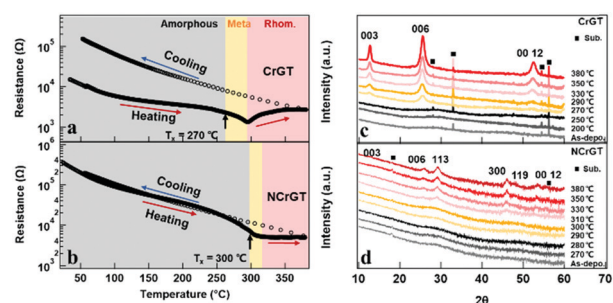 Amorphous Meta Rhom.
Resistance (Ω)
10⁵
10⁴
10³
Cooling
CrGT
Heating
a
Tₓ = 270 ℃
Resistance (Ω)
10⁶
10⁵
10⁴
10³
Cooling
NCrGT
Heating
b
Tₓ = 300 ℃
50 100 150 200 250 300 350
Temperature (°C)
Intensity (a.u.)
CrGT
003
006
00 12
■ Sub.
380℃
350℃
330℃
290℃
270℃
250℃
200℃
As-depo.
c
Intensity (a.u.)
NCrGT
003
006 113
300
119 00 12
■ Sub.
380℃
350℃
330℃
310℃
300℃
290℃
280℃
270℃
As-depo.
d
10 20 30 40 50 60 70
2θ